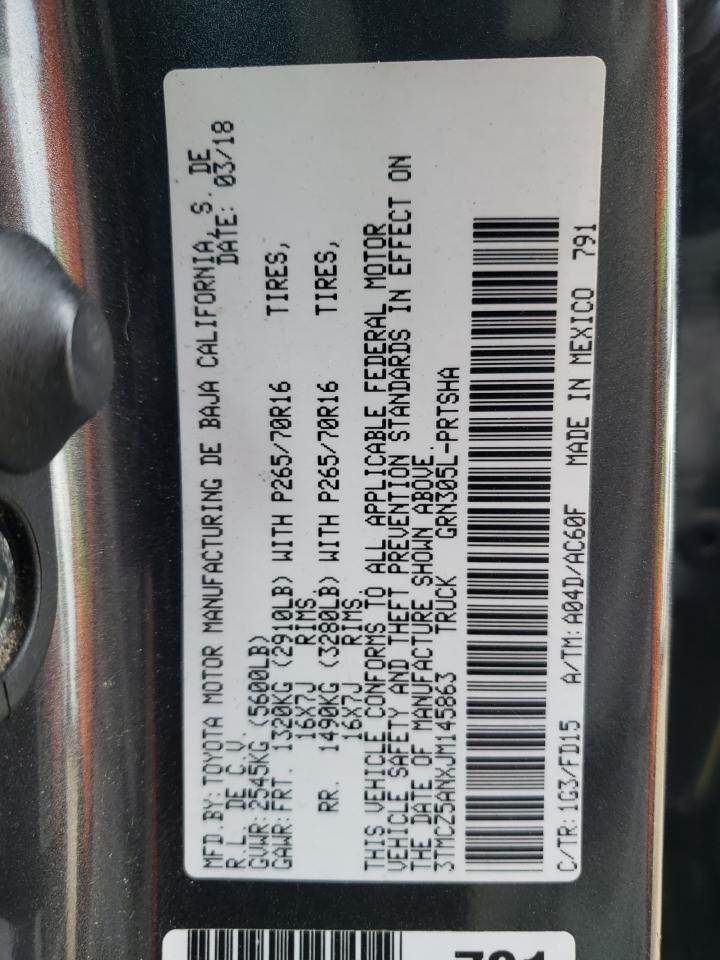 MFD.BY: TOYOTA MOTOR MANUFACTURING DE BAJA CALIFORNIA, S. DE
R.L. DE C.V. DATE: 03/18
GVWR: 2545KG (5600LB)
GAWR: FRT. 1320KG (2910LB) WITH P265/70R16 TIRES,
16X7J RIMS
RR. 1490KG (3280LB) WITH P265/70R16 TIRES,
16X7J RIMS.
THIS VEHICLE CONFORMS TO ALL APPLICABLE FEDERAL MOTOR
VEHICLE SAFETY AND THEFT PREVENTION STANDARDS IN EFFECT ON
THE DATE OF MANUFACTURE SHOWN ABOVE.
3TMCZ5ANXJM145863 TRUCK GRN305L-PRTSHA
C/TR: 1G3/FD15 A/TM: A04D/AC60F MADE IN MEXICO 791